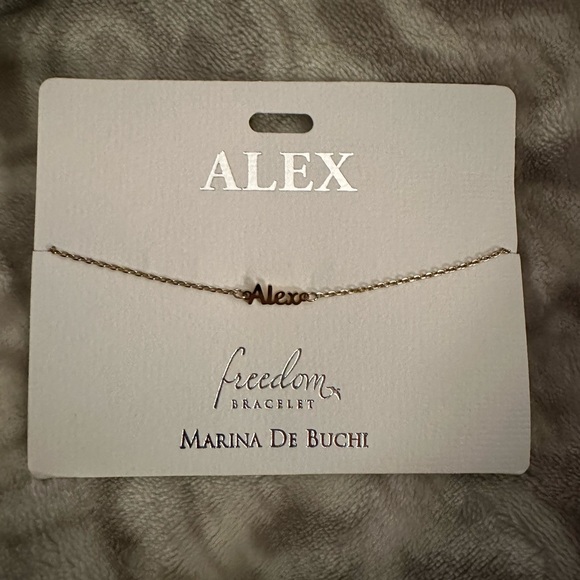 ALEX
Alex
freedom
BRACELET
MARINA DE BUCHI